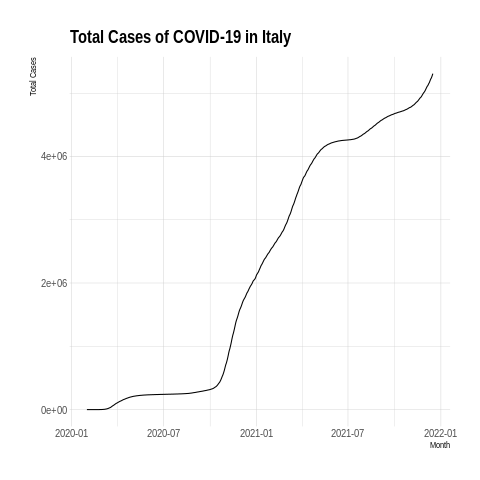 Total Cases of COVID-19 in Italy
Total Cases
4e+06
2e+06
0e+00
2020-01 2020-07 2021-01 2021-07 2022-01
Month